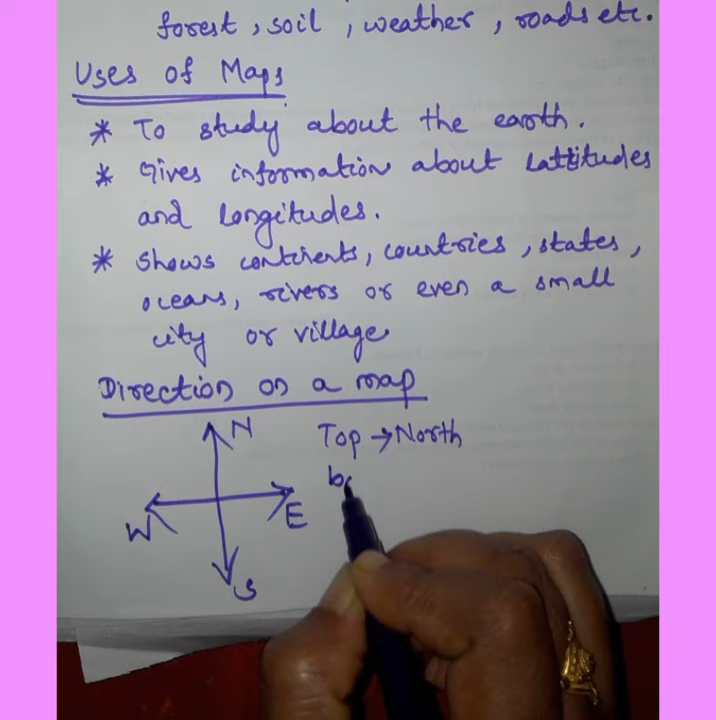 forest, soil, weather, roads etc.
Uses of Maps
* To study about the earth.
* Gives information about Lattitudes
and longitudes.
* Shows continents, countries, states,
oceans, rivers or even a small
city or village
Direction on a map
N
Top → North
W
E
S